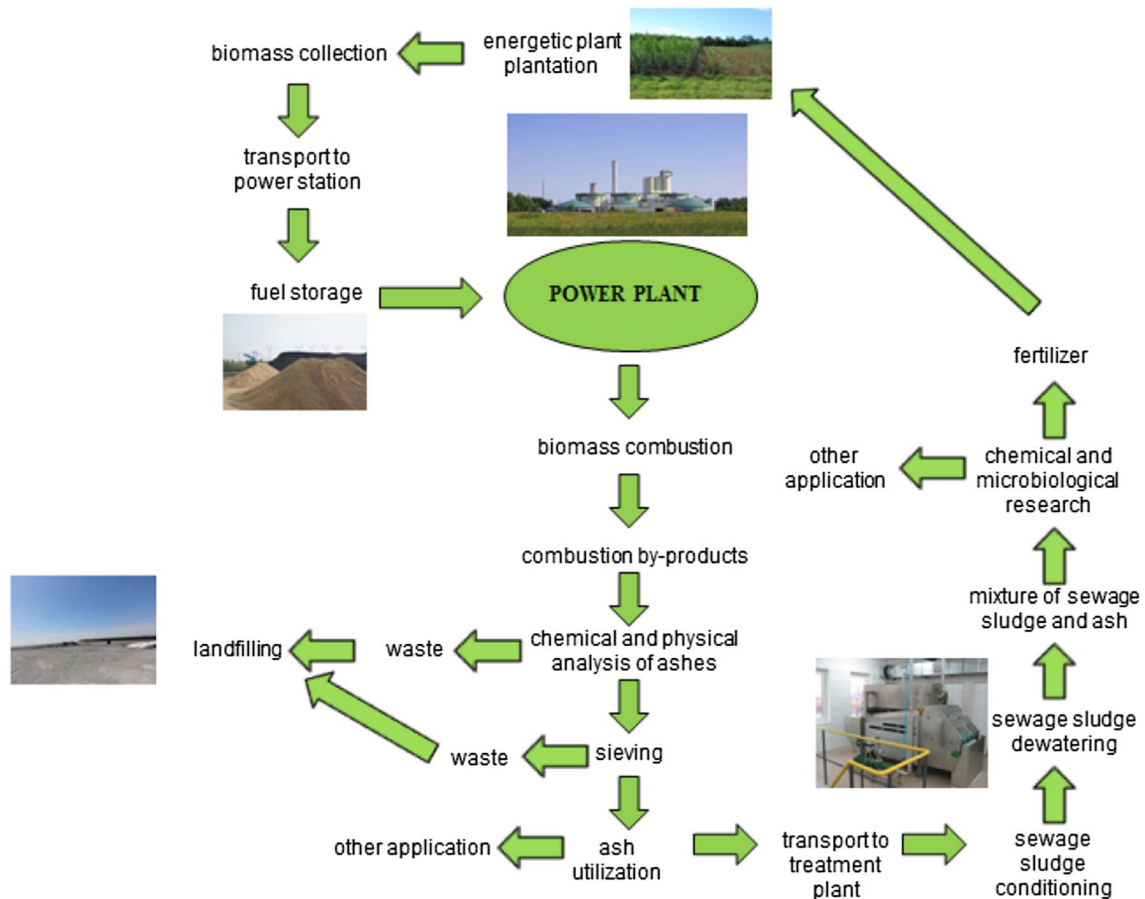 energetic plant
plantation
biomass collection
transport to
power station
fuel storage
POWER PLANT
biomass combustion
combustion by-products
chemical and physical
analysis of ashes
waste
landfilling
sieving
waste
ash
utilization
other application
transport to
treatment
plant
sewage
sludge
conditioning
sewage sludge
dewatering
mixture of sewage
sludge and ash
chemical and
microbiological
research
other
application
fertilizer